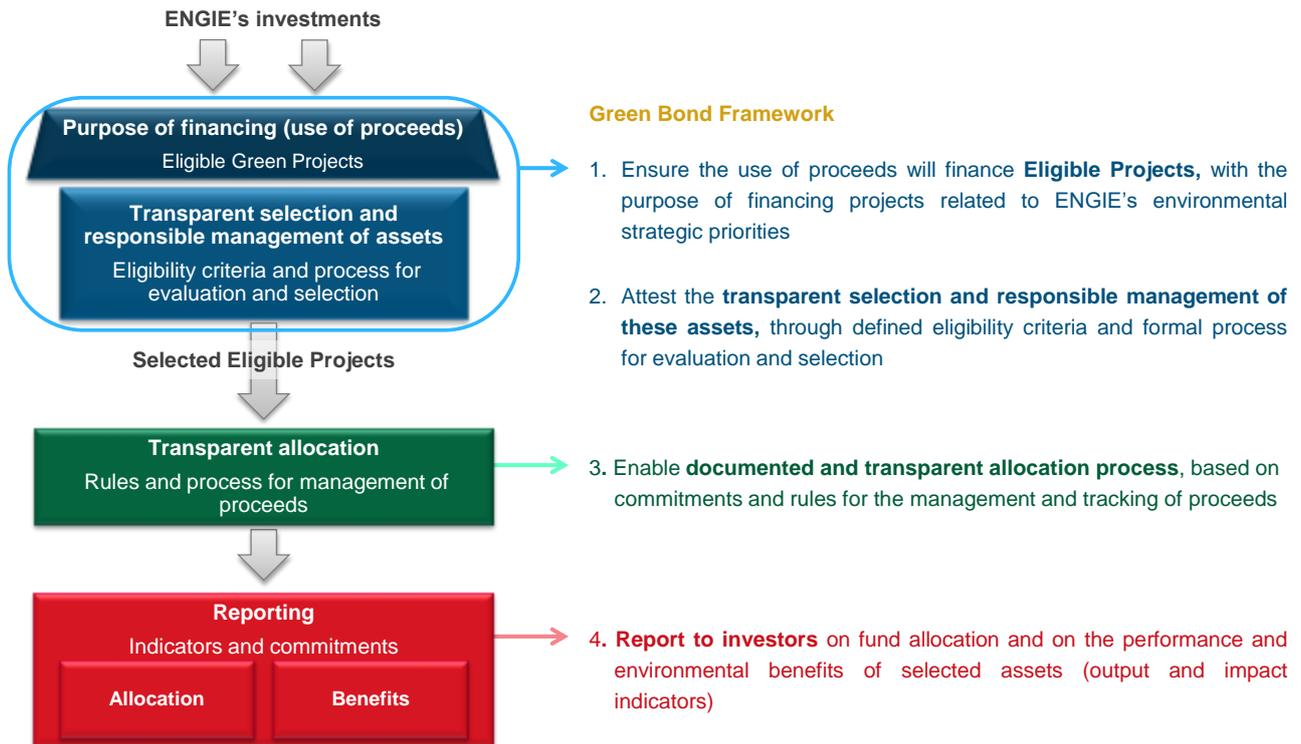 ENGIE’s investments
Purpose of financing (use of proceeds)
Eligible Green Projects
Transparent selection and
responsible management of assets
Eligibility criteria and process for
evaluation and selection
Selected Eligible Projects
Transparent allocation
Rules and process for management of
proceeds
Reporting
Indicators and commitments
Allocation
Benefits
Green Bond Framework
1. Ensure the use of proceeds will finance Eligible Projects, with the
purpose of financing projects related to ENGIE’s environmental
strategic priorities
2. Attest the transparent selection and responsible management of
these assets, through defined eligibility criteria and formal process
for evaluation and selection
3. Enable documented and transparent allocation process, based on
commitments and rules for the management and tracking of proceeds
4. Report to investors on fund allocation and on the performance and
environmental benefits of selected assets (output and impact
indicators)